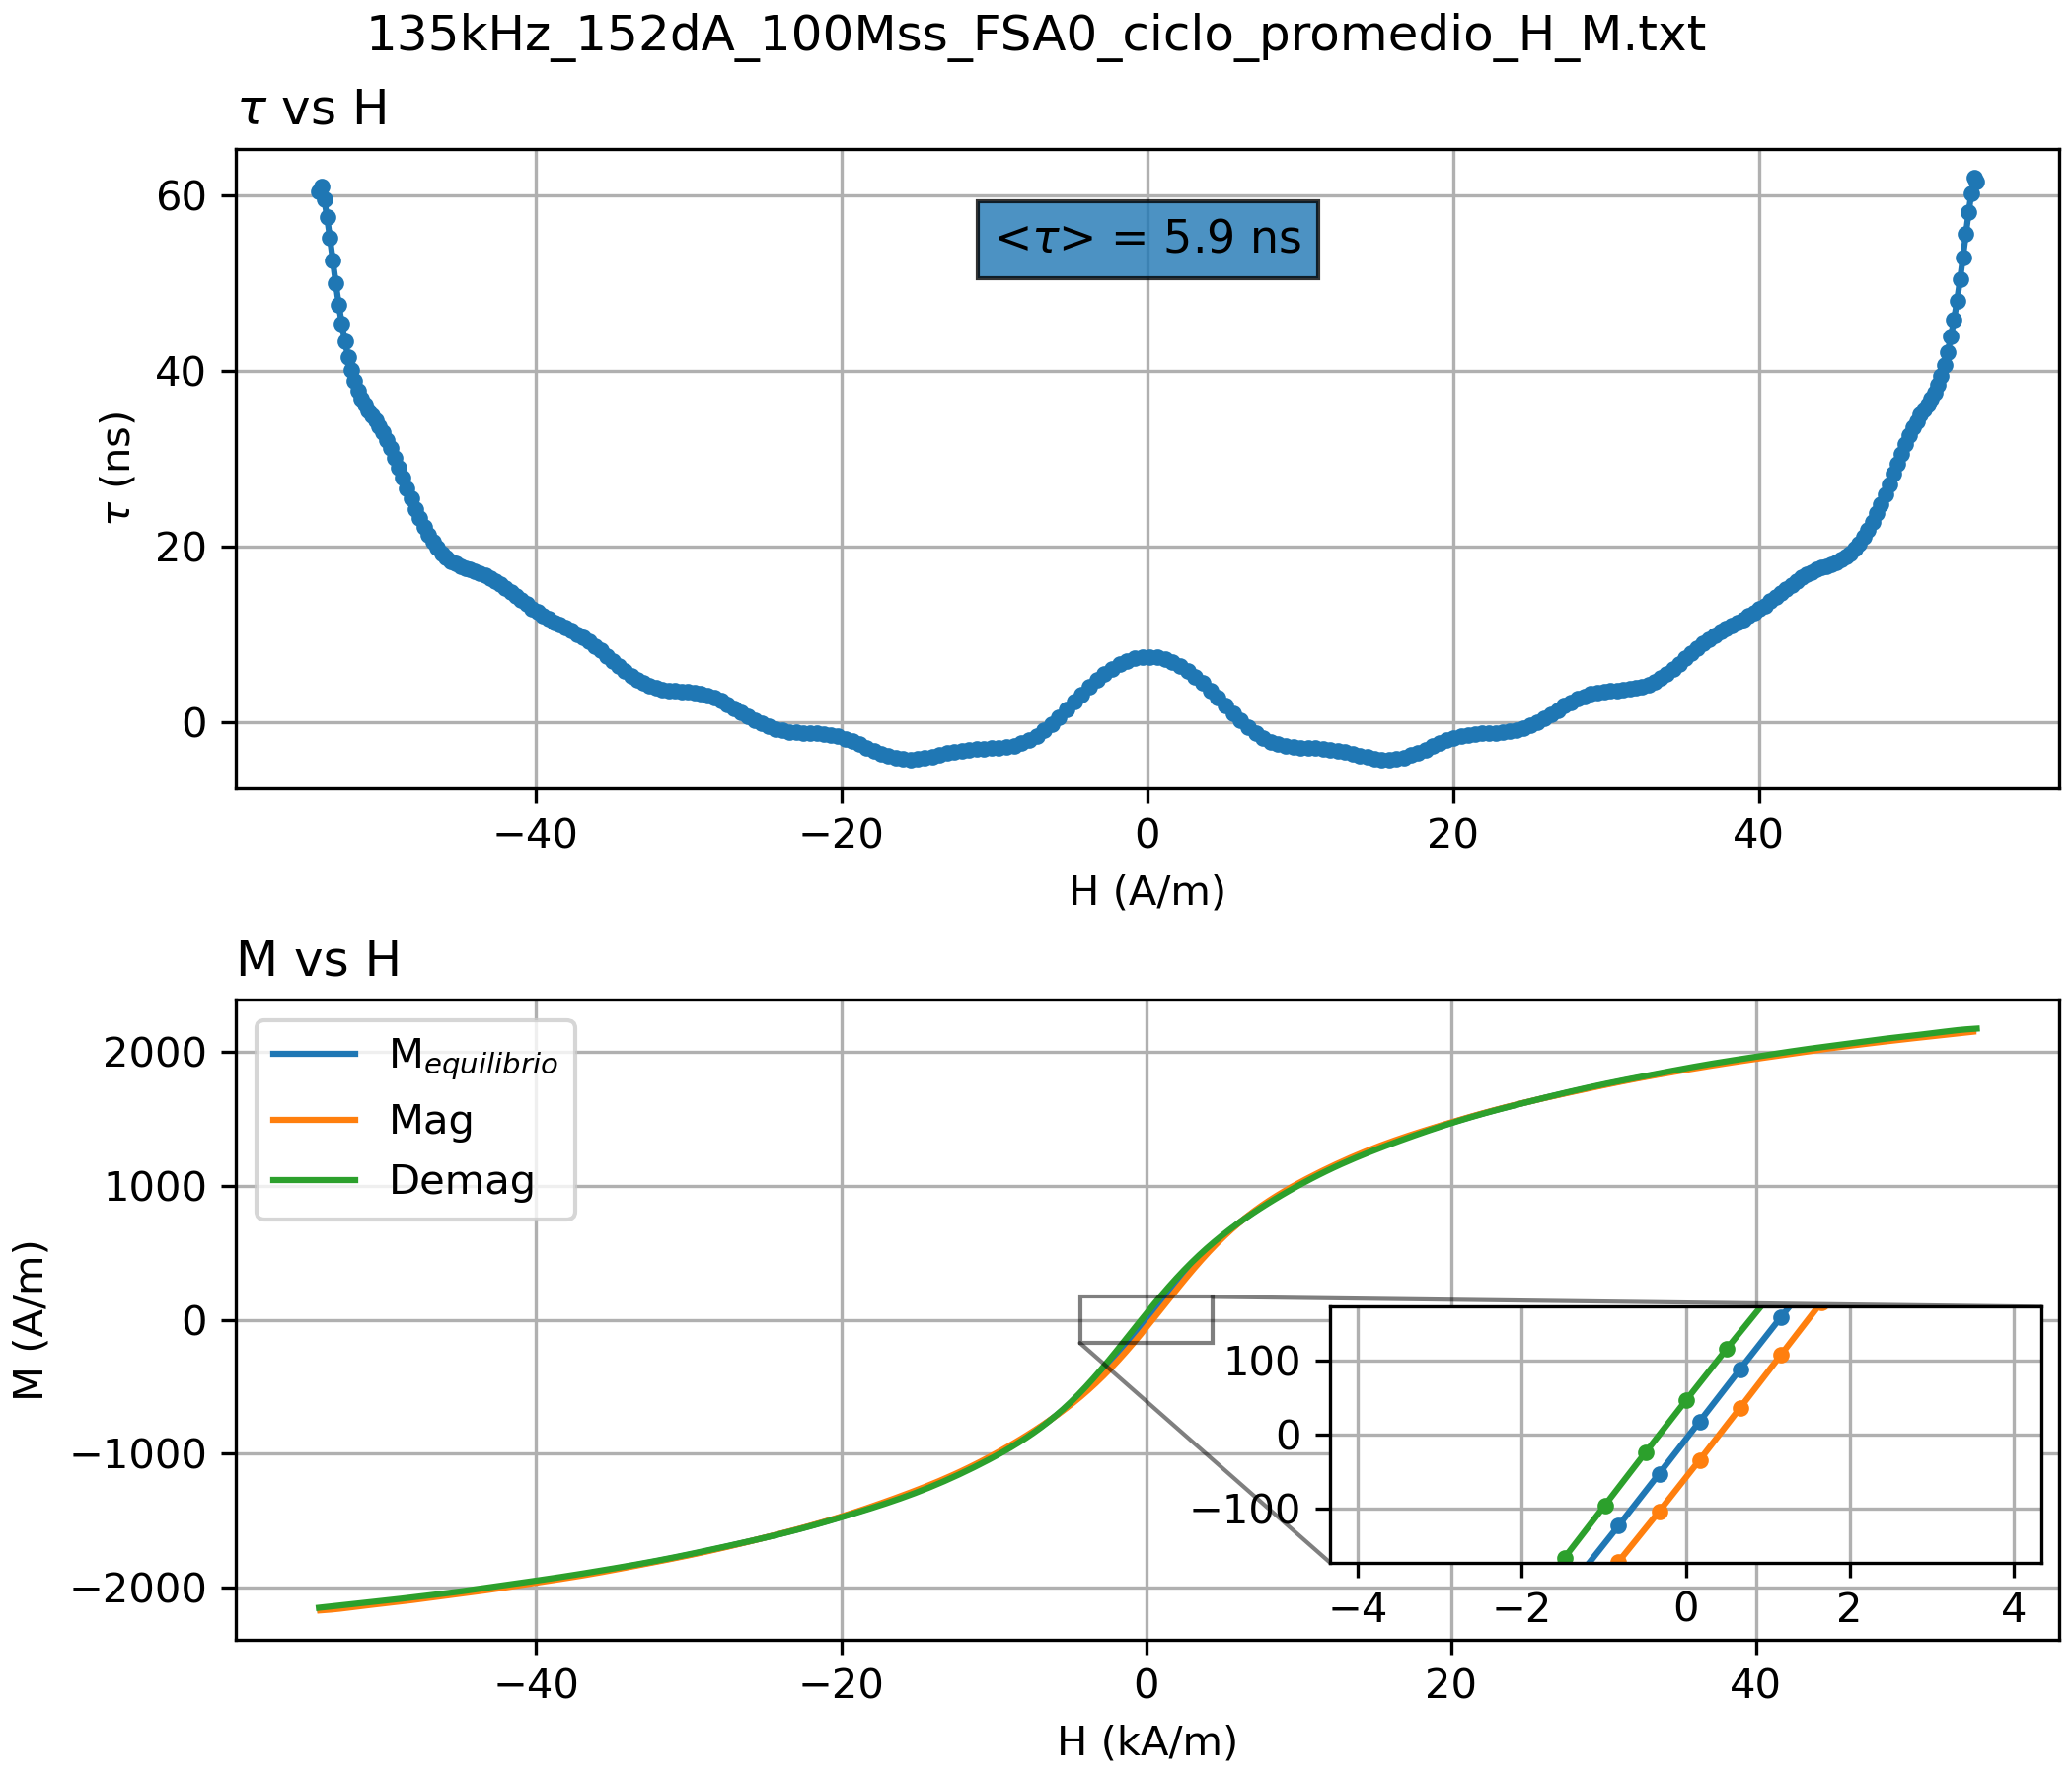 135kHz_152dA_100Mss_FSA0_ciclo_promedio_H_M.txt
τ vs H
<τ> = 5.9 ns
60
40
20
0
τ (ns)
−40 −20 0 20 40
H (A/m)
M vs H
M_equilibrio
Mag
Demag
2000
1000
0
−1000
−2000
M (A/m)
100
0
−100
−4 −2 0 2 4
−40 −20 0 20 40
H (kA/m)